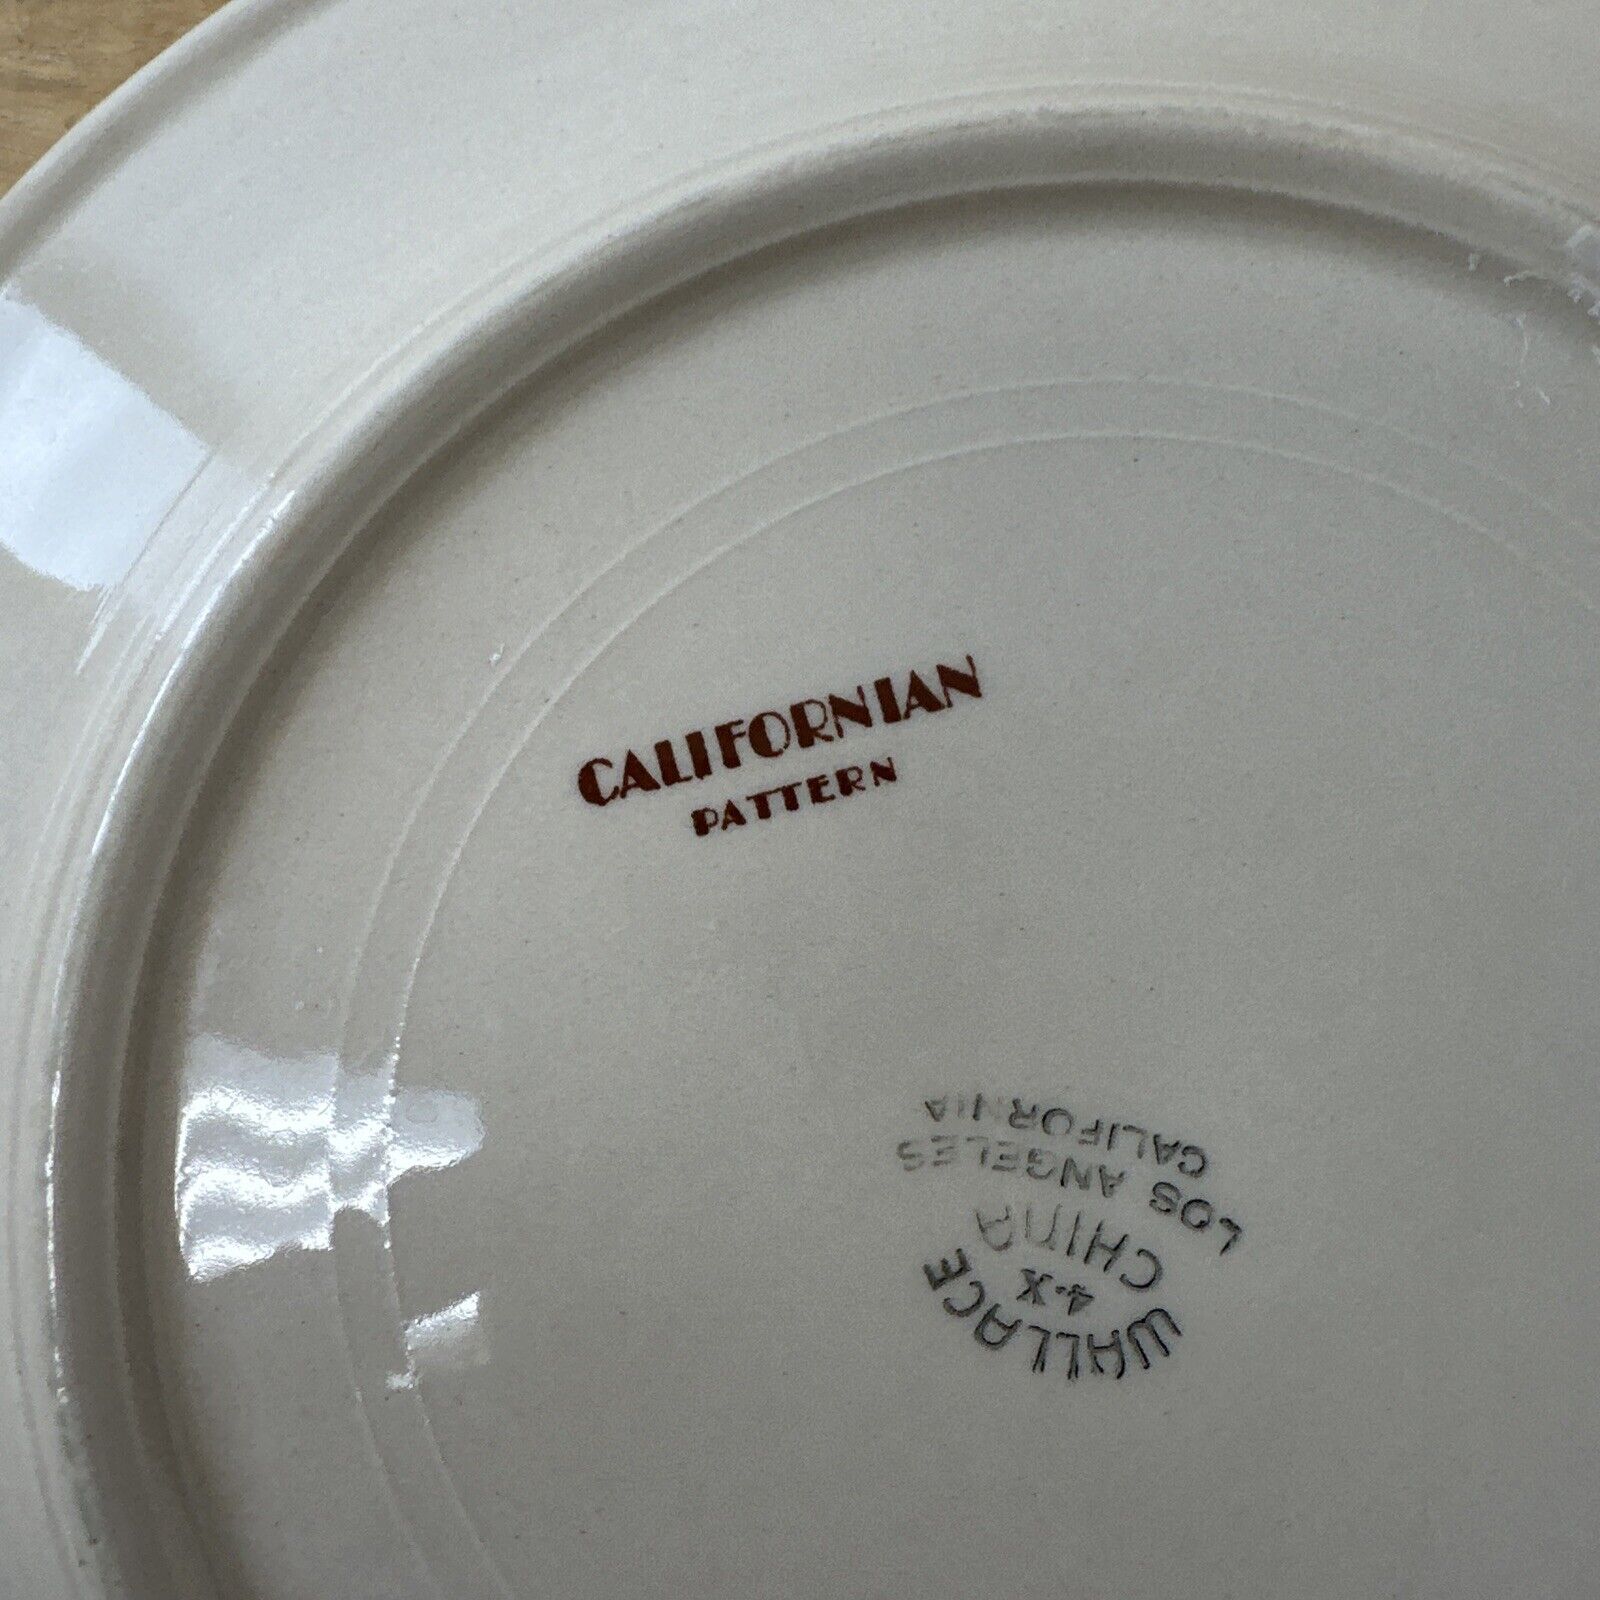 CALIFORNIAN
PATTERN
WALLACE
4-X
CHINA
LOS ANGELES
CALIFORNIA